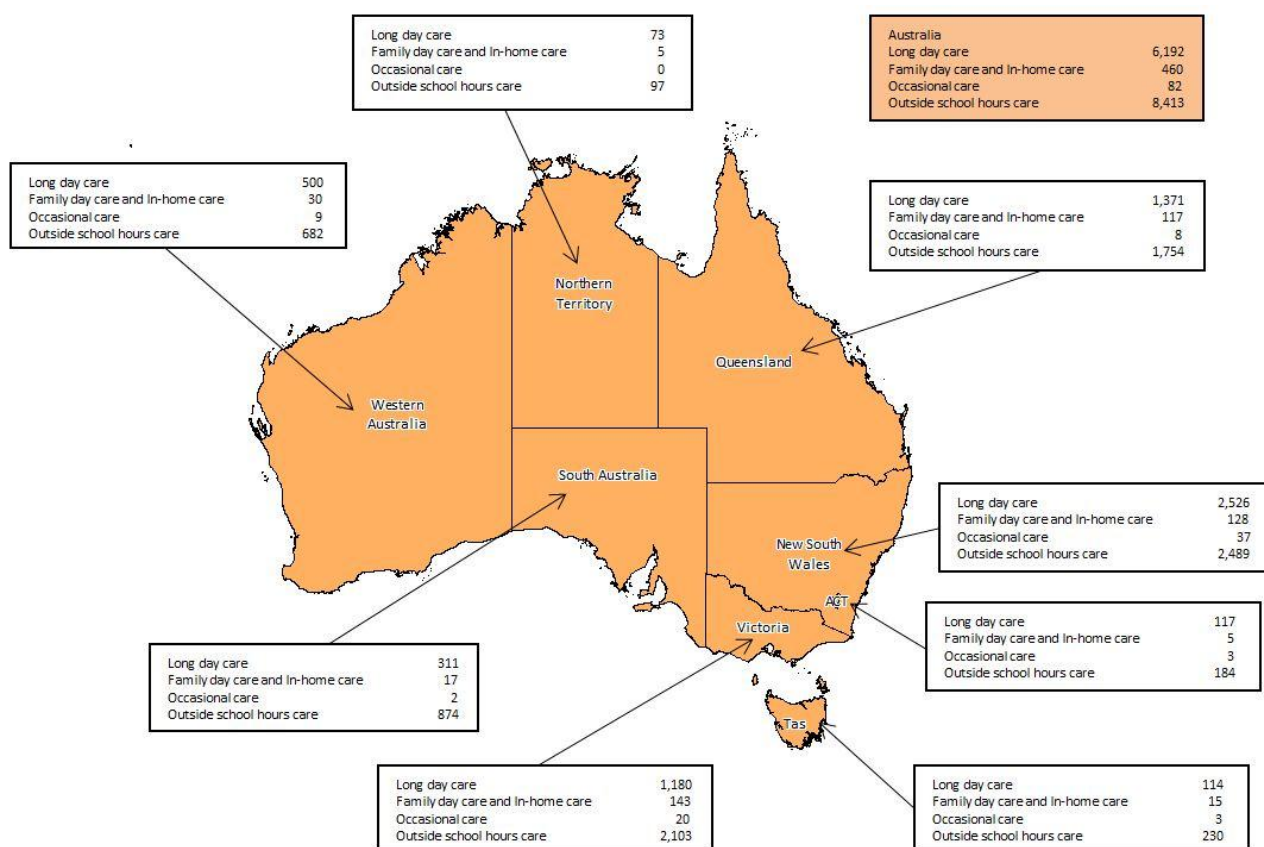 Long day care 73
Family day care and In-home care 5
Occasional care 0
Outside school hours care 97
Australia
Long day care 6,192
Family day care and In-home care 460
Occasional care 82
Outside school hours care 8,413
Long day care 500
Family day care and In-home care 30
Occasional care 9
Outside school hours care 682
Long day care 1,371
Family day care and In-home care 117
Occasional care 8
Outside school hours care 1,754
Northern
Territory
Queensland
Western
Australia
South Australia
Long day care 2,526
Family day care and In-home care 128
Occasional care 37
Outside school hours care 2,489
New South
Wales
ACT
Victoria
Long day care 117
Family day care and In-home care 5
Occasional care 3
Outside school hours care 184
Long day care 311
Family day care and In-home care 17
Occasional care 2
Outside school hours care 874
Tas
Long day care 1,180
Family day care and In-home care 143
Occasional care 20
Outside school hours care 2,103
Long day care 114
Family day care and In-home care 15
Occasional care 3
Outside school hours care 230